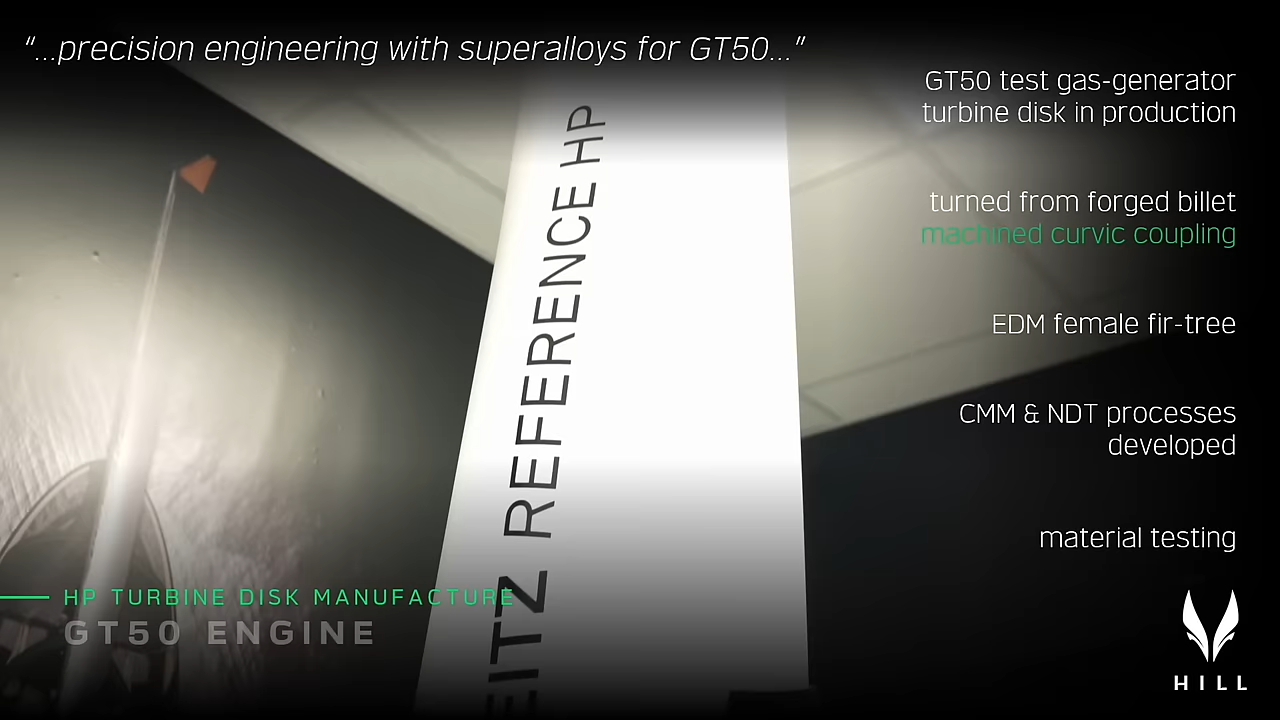 “...precision engineering with superalloys for GT50...”
GT50 test gas-generator
turbine disk in production
turned from forged billet
machined curvic coupling
EDM female fir-tree
CMM & NDT processes
developed
material testing
REFERENCE HP
HP TURBINE DISK MANUFACTURE
GT50 ENGINE
HILL